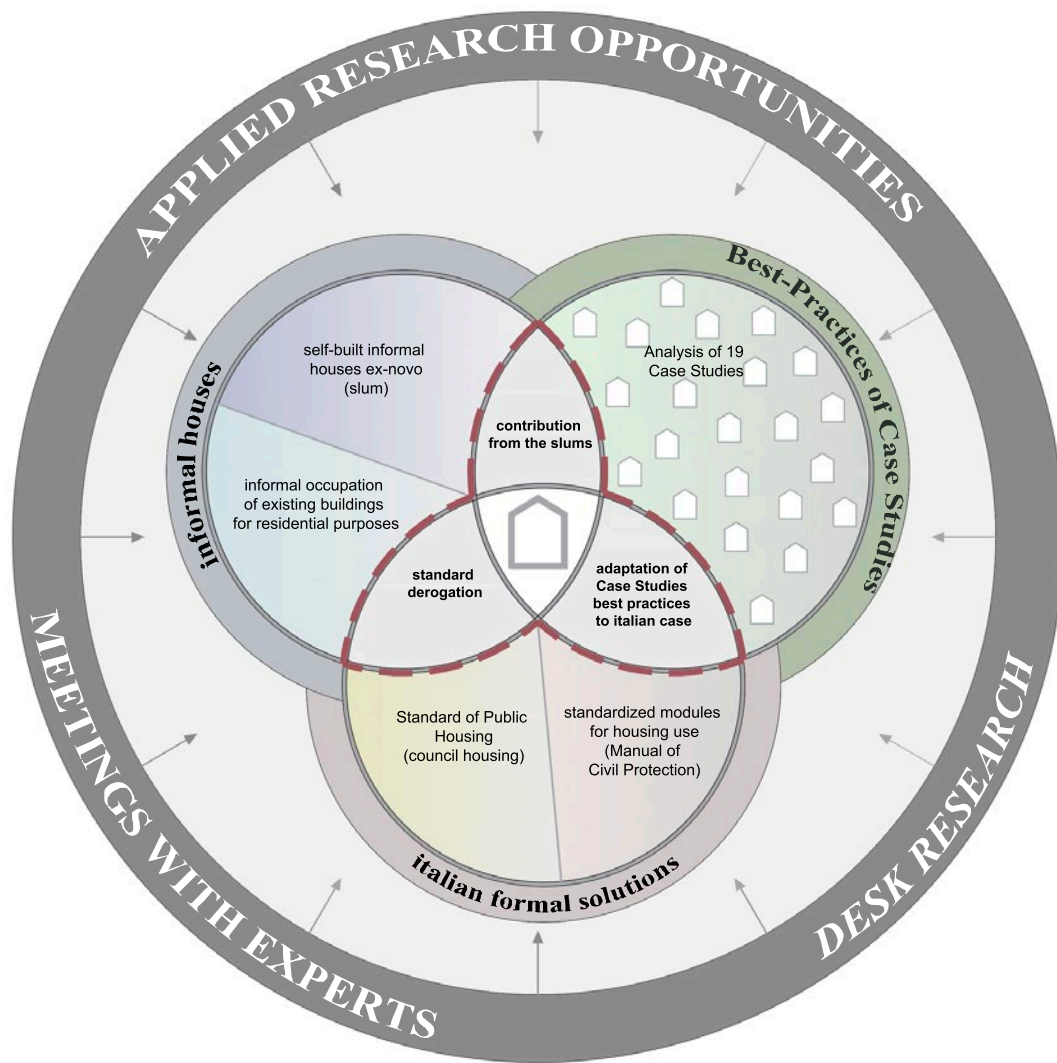 APPLIED RESEARCH OPPORTUNITIES
Best-Practices of Case Studies
informal houses
self-built informal
houses ex-novo
(slum)
Analysis of 19
Case Studies
contribution
from the slums
informal occupation
of existing buildings
for residential purposes
standard
derogation
adaptation of
Case Studies
best practices
to italian case
Standard of Public
Housing
(council housing)
standardized modules
for housing use
(Manual of
Civil Protection)
italian formal solutions
MEETINGS WITH EXPERTS
DESK RESEARCH